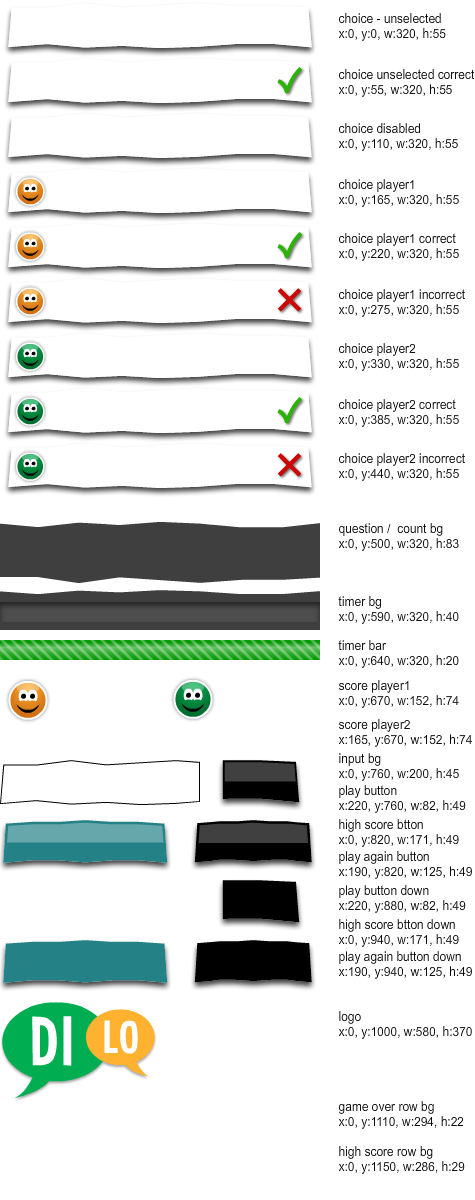 choice - unselected
x:0, y:0, w:320, h:55
choice unselected correct
x:0, y:55, w:320, h:55
choice disabled
x:0, y:110, w:320, h:55
choice player1
x:0, y:165, w:320, h:55
choice player1 correct
x:0, y:220, w:320, h:55
choice player1 incorrect
x:0, y:275, w:320, h:55
choice player2
x:0, y:330, w:320, h:55
choice player2 correct
x:0, y:385, w:320, h:55
choice player2 incorrect
x:0, y:440, w:320, h:55
question / count bg
x:0, y:500, w:320, h:83
timer bg
x:0, y:590, w:320, h:40
timer bar
x:0, y:640, w:320, h:20
score player1
x:0, y:670, w:152, h:74
score player2
x:165, y:670, w:152, h:74
input bg
x:0, y:760, w:200, h:45
play button
x:220, y:760, w:82, h:49
high score btton
x:0, y:820, w:171, h:49
play again button
x:190, y:820, w:125, h:49
play button down
x:220, y:880, w:82, h:49
high score btton down
x:0, y:940, w:171, h:49
play again button down
x:190, y:940, w:125, h:49
DI LO
logo
x:0, y:1000, w:580, h:370
game over row bg
x:0, y:1110, w:294, h:22
high score row bg
x:0, y:1150, w:286, h:29